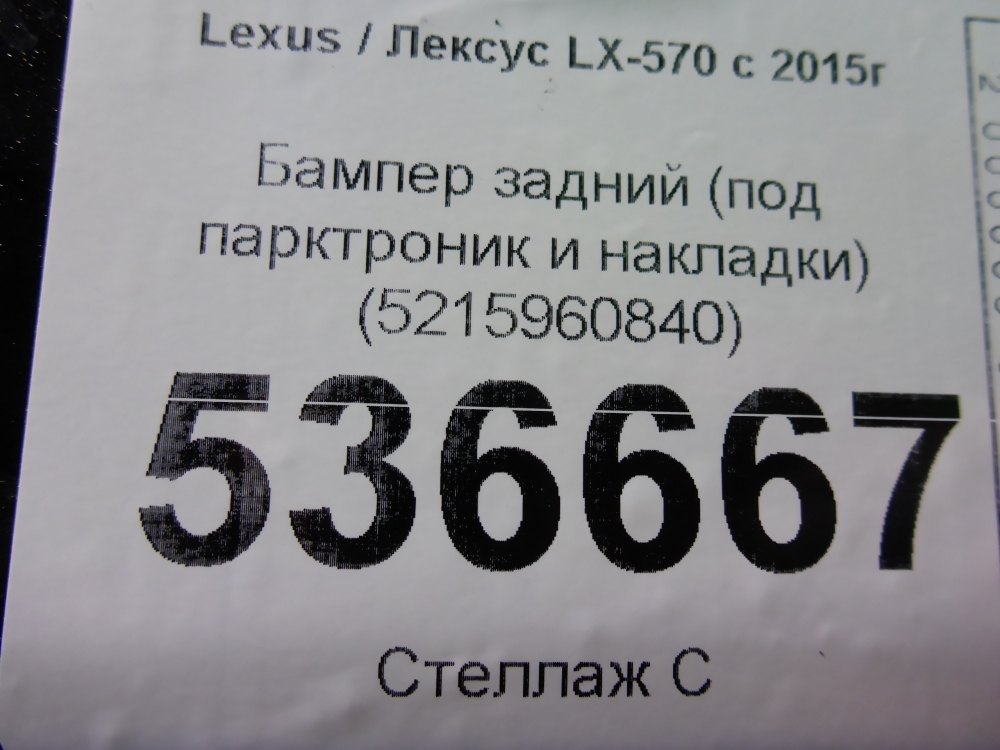 Lexus / Лексус LX-570 с 2015г
Бампер задний (под
парктроник и накладки)
(5215960840)
536667
Стеллаж С